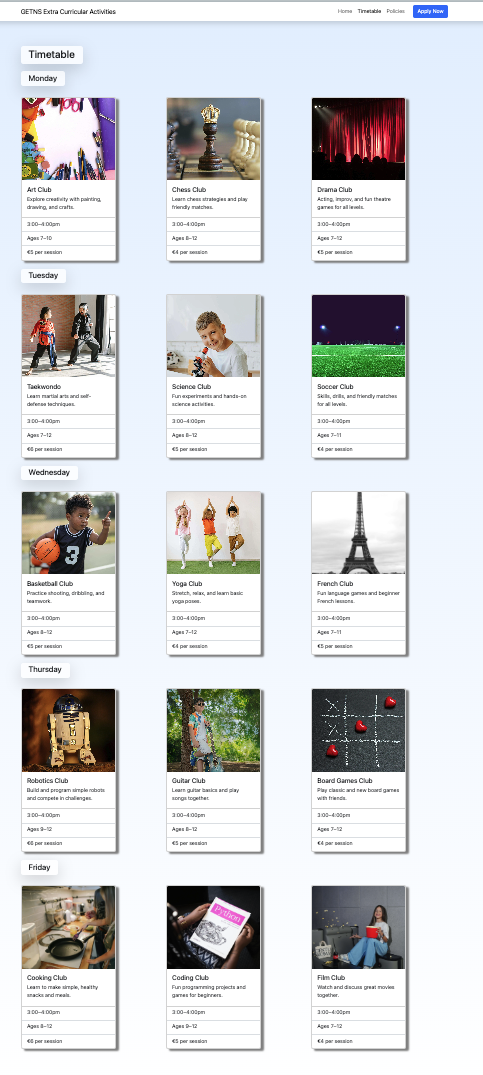 GETNS Extra Curricular Activities
Home Timetable Policies Apply Now
Timetable
Monday
Art Club
Explore creativity with painting,
drawing, and crafts.
3:00–4:00pm
Ages 7–10
€5 per session
Chess Club
Learn chess strategies and play
friendly matches.
3:00–4:00pm
Ages 8–12
€4 per session
Drama Club
Acting, improv, and fun theatre
games for all levels.
3:00–4:00pm
Ages 7–12
€5 per session
Tuesday
Taekwondo
Learn martial arts and self-
defense techniques.
3:00–4:00pm
Ages 7–12
€6 per session
Science Club
Fun experiments and hands-on
science activities.
3:00–4:00pm
Ages 8–12
€5 per session
Soccer Club
Skills, drills, and friendly matches
for all levels.
3:00–4:00pm
Ages 7–11
€4 per session
Wednesday
3
Basketball Club
Practice shooting, dribbling, and
teamwork.
3:00–4:00pm
Ages 8–12
€5 per session
Yoga Club
Stretch, relax, and learn basic
yoga poses.
3:00–4:00pm
Ages 7–12
€4 per session
French Club
Fun language games and beginner
French lessons.
3:00–4:00pm
Ages 7–11
€5 per session
Thursday
Robotics Club
Build and program simple robots
and compete in challenges.
3:00–4:00pm
Ages 9–12
€6 per session
Guitar Club
Learn guitar basics and play
songs together.
3:00–4:00pm
Ages 8–12
€5 per session
Board Games Club
Play classic and new board games
with friends.
3:00–4:00pm
Ages 7–12
€4 per session
Friday
Cooking Club
Learn to make simple, healthy
snacks and meals.
3:00–4:00pm
Ages 8–12
€6 per session
Python
Coding Club
Fun programming projects and
games for beginners.
3:00–4:00pm
Ages 9–12
€5 per session
Film Club
Watch and discuss great movies
together.
3:00–4:00pm
Ages 7–12
€4 per session